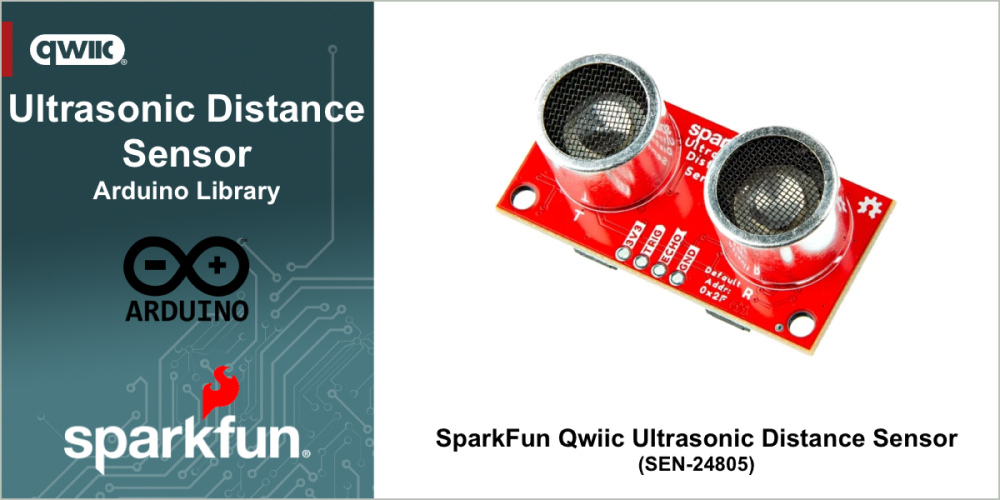 qwiic®
Ultrasonic Distance
Sensor
Arduino Library
ARDUINO
sparkfun®
T
3V3
TRIG
ECHO
GND
Default
Addr:
0x2F
R
SparkFun Qwiic Ultrasonic Distance Sensor
(SEN-24805)